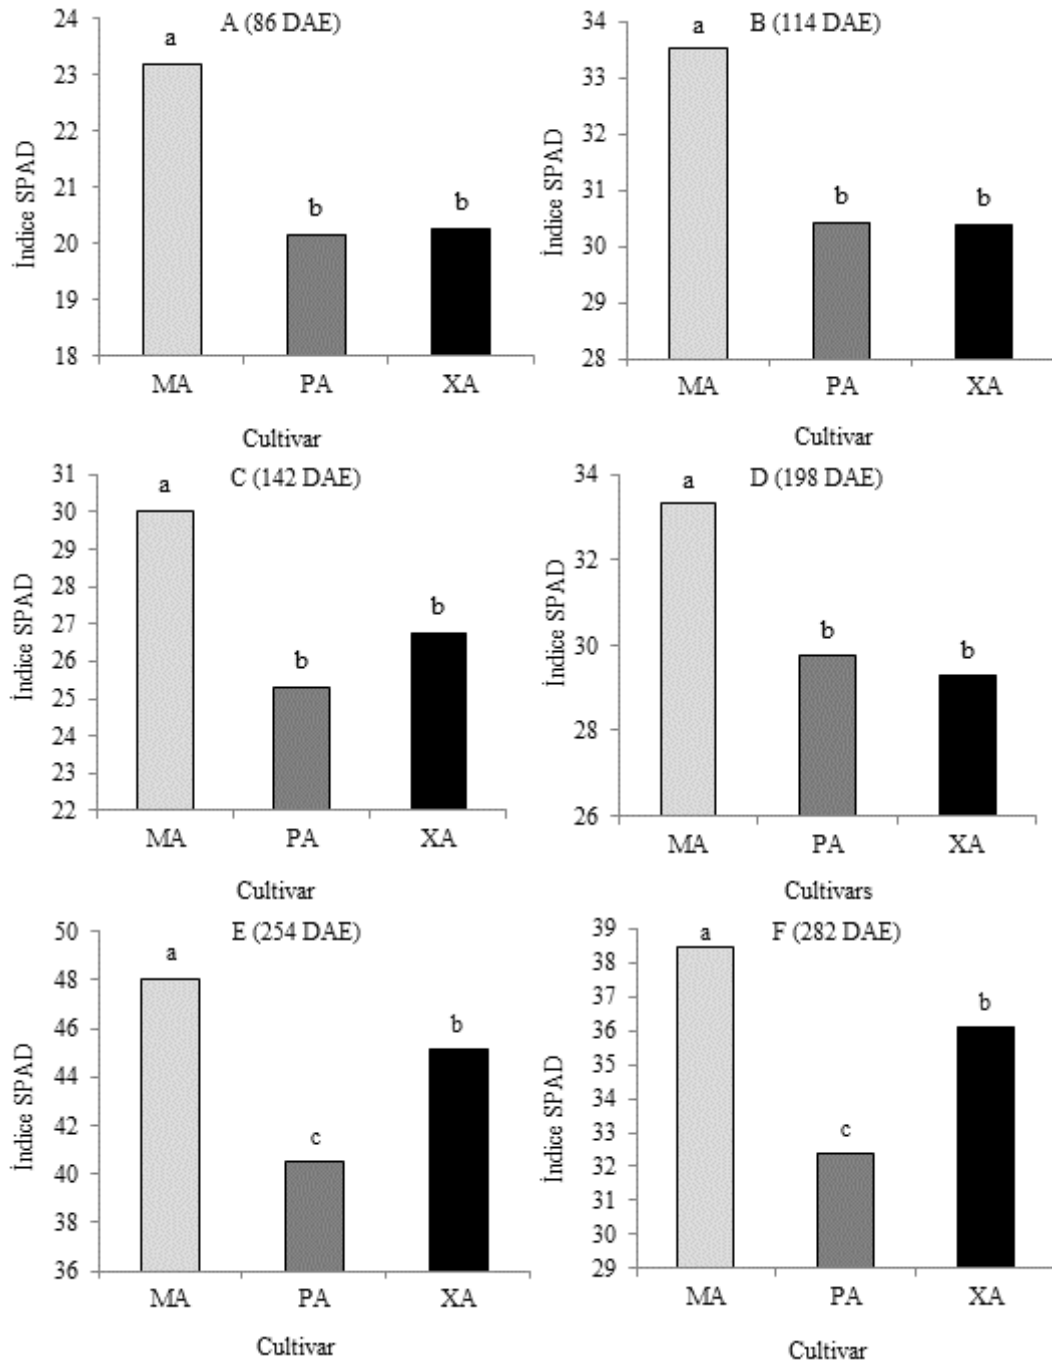 A (86 DAE)
Índice SPAD
24
23
22
21
20
19
18
a
b
b
MA PA XA
Cultivar
B (114 DAE)
Índice SPAD
34
33
32
31
30
29
28
a
b
b
MA PA XA
Cultivar
C (142 DAE)
Índice SPAD
31
30
29
28
27
26
25
24
23
22
a
b
b
MA PA XA
Cultivar
D (198 DAE)
Índice SPAD
34
32
30
28
26
a
b
b
MA PA XA
Cultivars
E (254 DAE)
Índice SPAD
50
48
46
44
42
40
38
36
a
c
b
MA PA XA
Cultivar
F (282 DAE)
Índice SPAD
39
38
37
36
35
34
33
32
31
30
29
a
c
b
MA PA XA
Cultivar